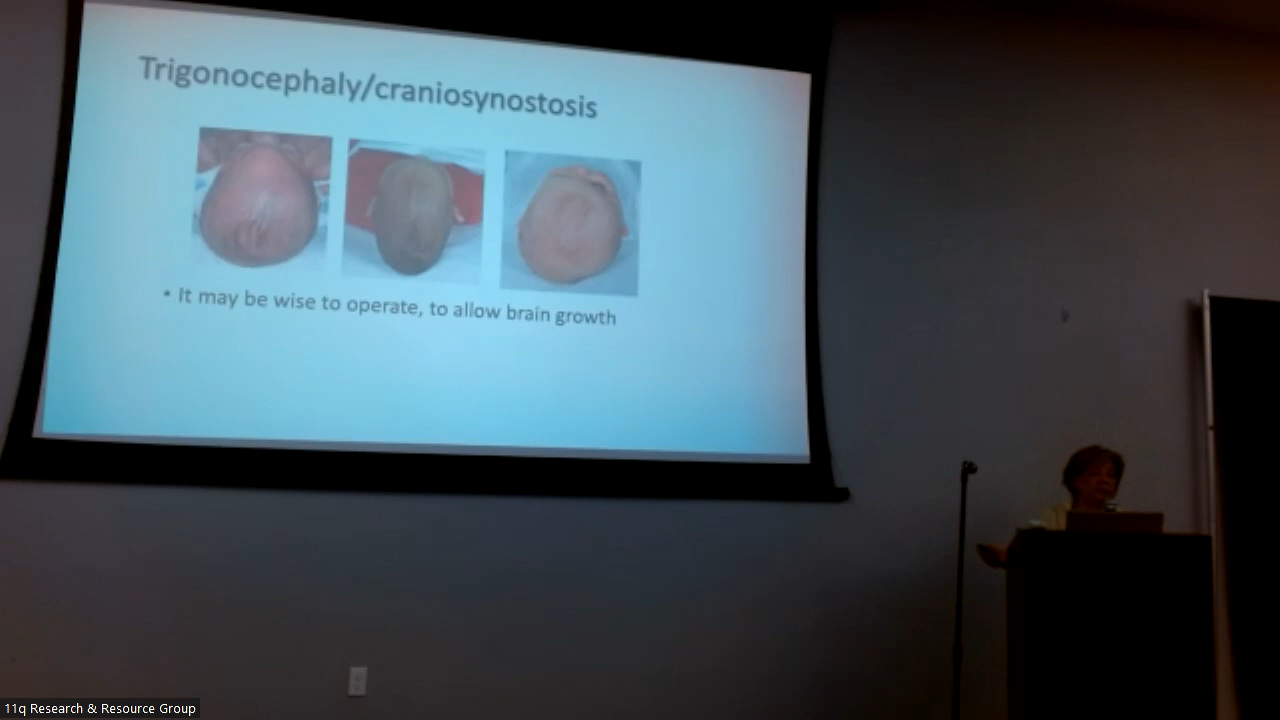 Trigonocephaly/craniosynostosis
• It may be wise to operate, to allow brain growth
11q Research & Resource Group